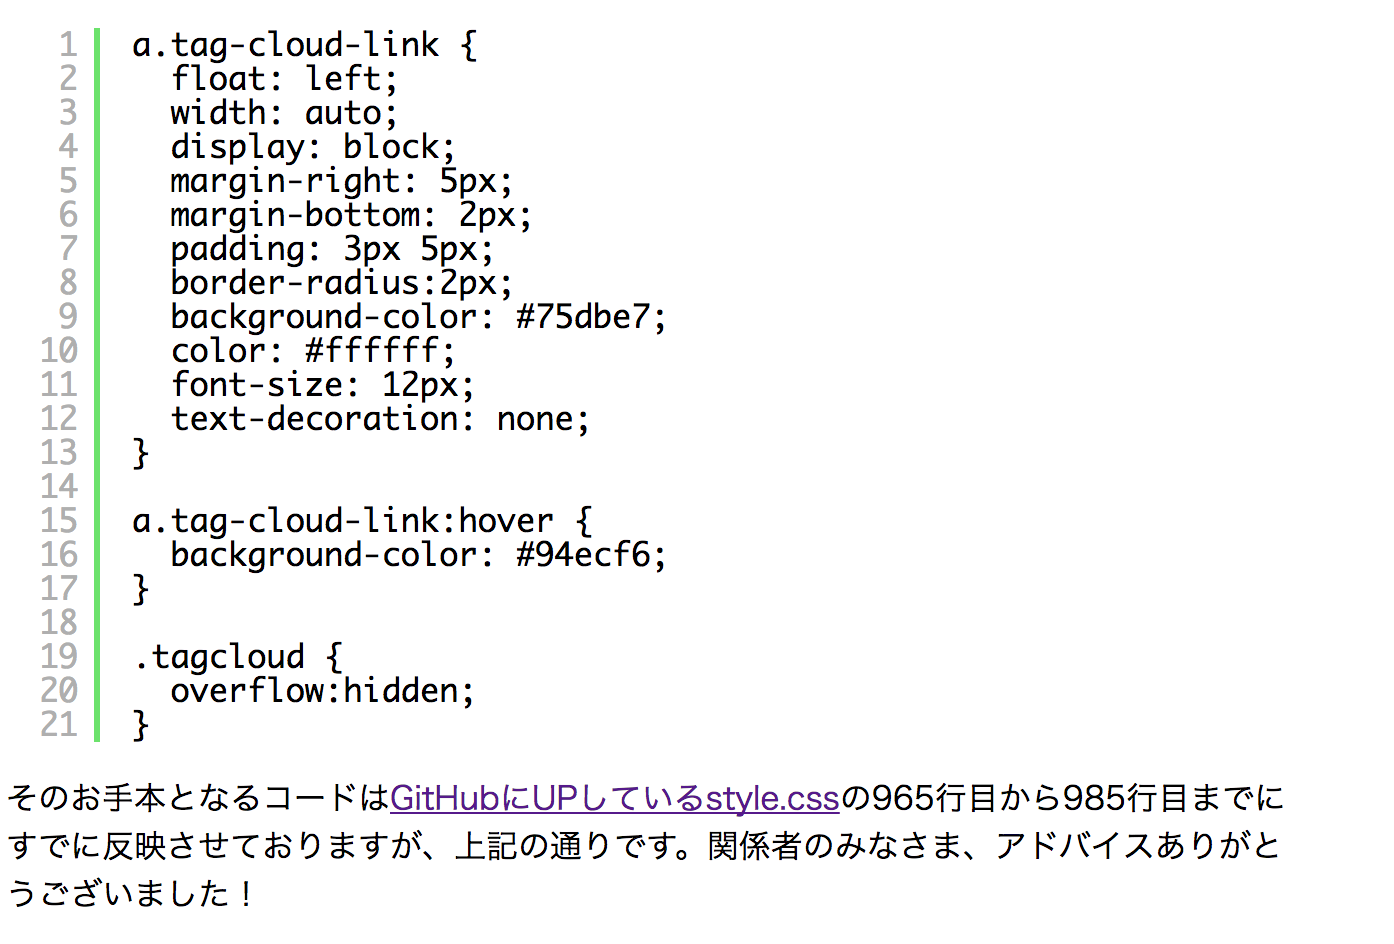 1 a.tag-cloud-link {
2   float: left;
3   width: auto;
4   display: block;
5   margin-right: 5px;
6   margin-bottom: 2px;
7   padding: 3px 5px;
8   border-radius:2px;
9   background-color: #75dbe7;
10   color: #ffffff;
11   font-size: 12px;
12   text-decoration: none;
13 }
14
15 a.tag-cloud-link:hover {
16   background-color: #94ecf6;
17 }
18
19 .tagcloud {
20   overflow:hidden;
21 }
そのお手本となるコードはGitHubにUPしているstyle.cssの965行目から985行目までに
すでに反映させておりますが、上記の通りです。関係者のみなさま、アドバイスありがと
うございました！